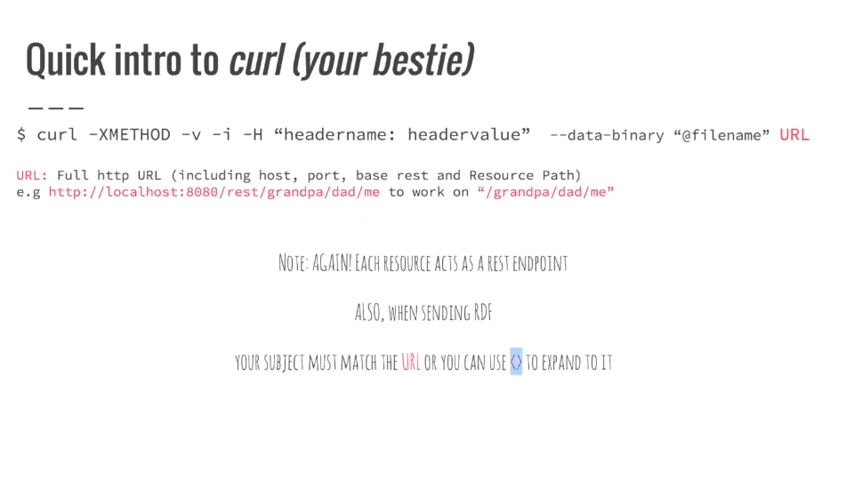 Quick intro to curl (your bestie)
$ curl -XMETHOD -v -i -H “headername: headervalue” --data-binary “@filename” URL
URL: Full http URL (including host, port, base rest and Resource Path)
e.g http://localhost:8080/rest/grandpa/dad/me to work on “/grandpa/dad/me”
Note: AGAIN! Each resource acts as a rest endpoint
ALSO, when sending RDF
your subject must match the URL or you can use <> to expand to it